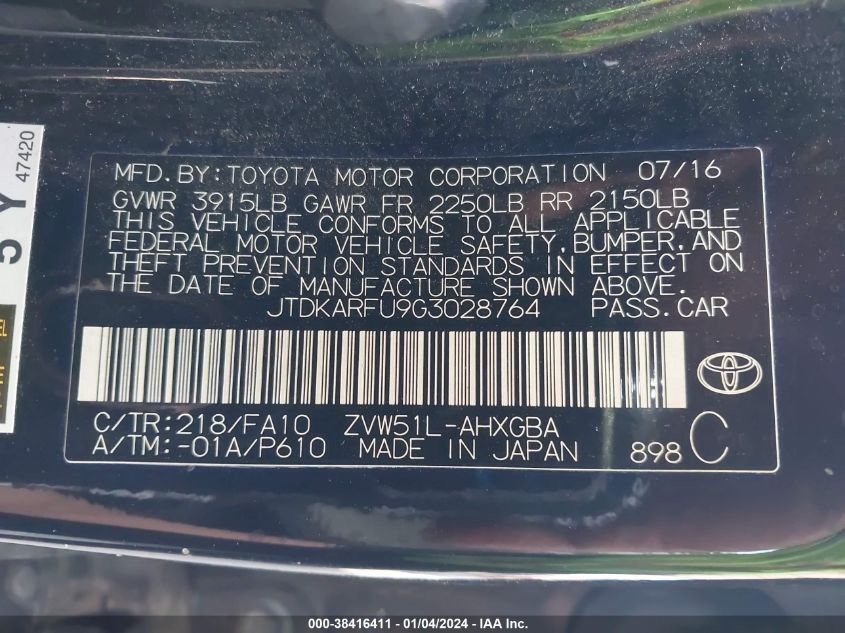 MFD. BY: TOYOTA MOTOR CORPORATION 07/16
GVWR 3915LB GAWR FR 2250LB RR 2150LB
THIS VEHICLE CONFORMS TO ALL APPLICABLE
FEDERAL MOTOR VEHICLE SAFETY, BUMPER, AND
THEFT PREVENTION STANDARDS IN EFFECT ON
THE DATE OF MANUFACTURE SHOWN ABOVE.
JTDKARFU9G3028764 PASS. CAR
C/TR: 218/FA10 ZVW51L-AHXGBA
A/TM: -01A/P610 MADE IN JAPAN 898 C
5 Y
47420
000-38416411 - 01/04/2024 - IAA Inc.